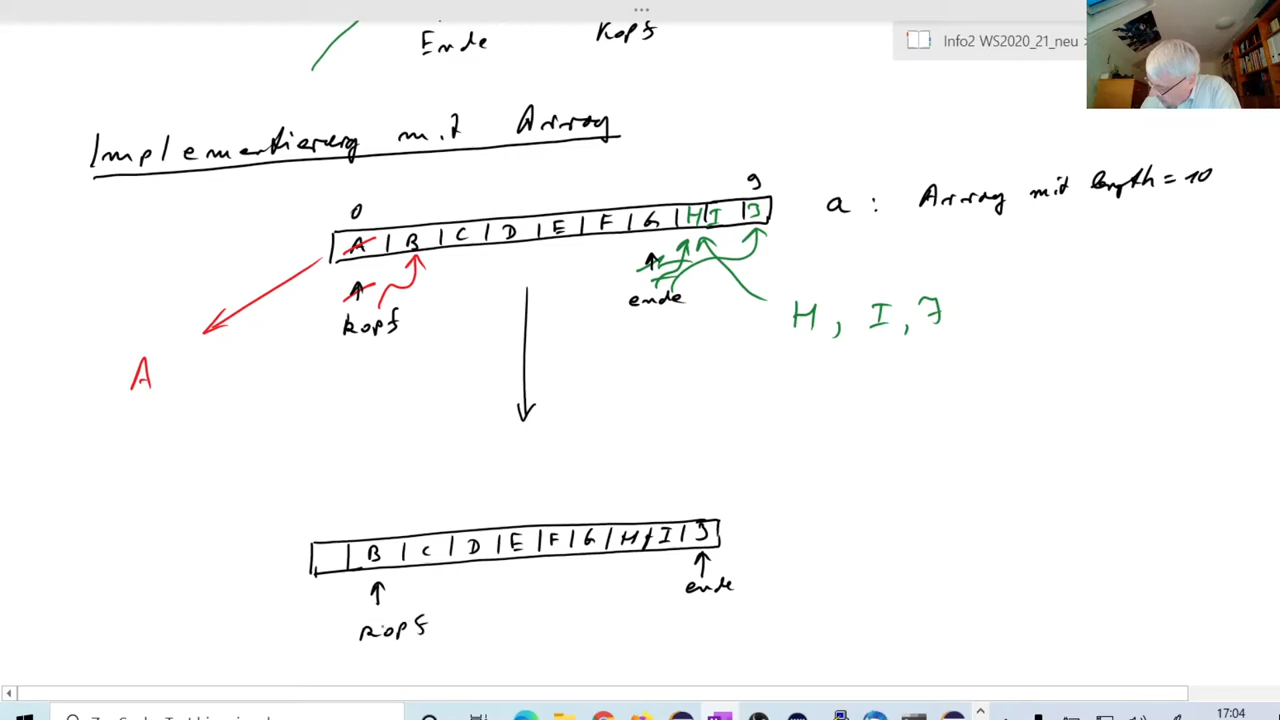 ...
Ende Kopf
Info2 WS2020_21_neu >
Implementierung mit Array
0 9
A B C D E F G H I J
a : Array mit length = 10
kopf ende
H, I, J
A
B C D E F G H I J
ende
Kopf
17:04